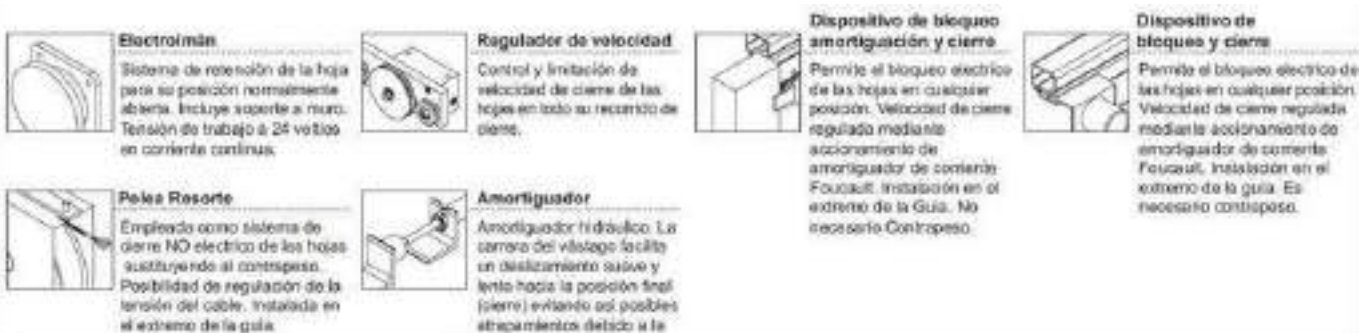 Electroimán
Sistema de retención de la hoja
para su posición normalmente
abierta. Incluye soporte a muro.
Tensión de trabajo a 24 voltios
en corriente continua.
Regulador de velocidad
Control y limitación de
velocidad de cierre de las
hojas en todo su recorrido de
cierre.
Dispositivo de bloqueo
amortiguación y cierre
Permite el bloqueo electrico
de las hojas en cualquier
posición. Velocidad de cierre
regulada mediante
accionamiento de
amortiguador de corriente
Foucault. Instalación en el
extremo de la Guía. No
necesario Contrapeso.
Dispositivo de
bloqueo y cierre
Permite el bloqueo electrico de
las hojas en cualquier posición.
Velocidad de cierre regulada
mediante accionamiento de
amortiguador de corriente
Foucault. Instalación en el
extremo de la guía. Es
necesario contrapeso.
Polea Resorte
Empleada como sistema de
cierre NO electrico de las hojas
sustituyendo al contrapeso.
Posibilidad de regulación de la
tensión del cable. Instalada en
el extremo de la guía.
Amortiguador
Amortiguador hidráulico. La
carrera del vástago facilita
un deslizamiento suave y
lento hacia la posición final
(cierre) evitando así posibles
atrapamientos debido a la